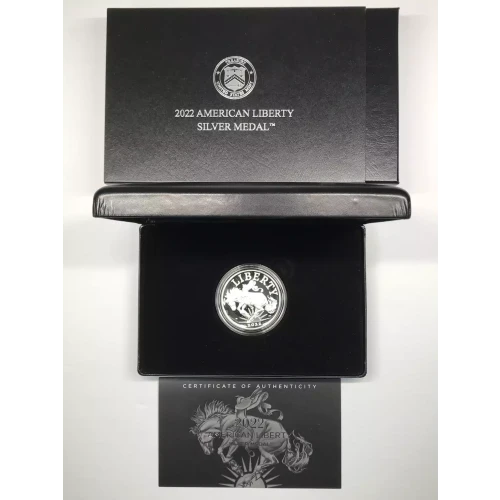 2022 AMERICAN LIBERTY
SILVER MEDAL™
LIBERTY
2022
CERTIFICATE OF AUTHENTICITY
2022
AMERICAN LIBERTY